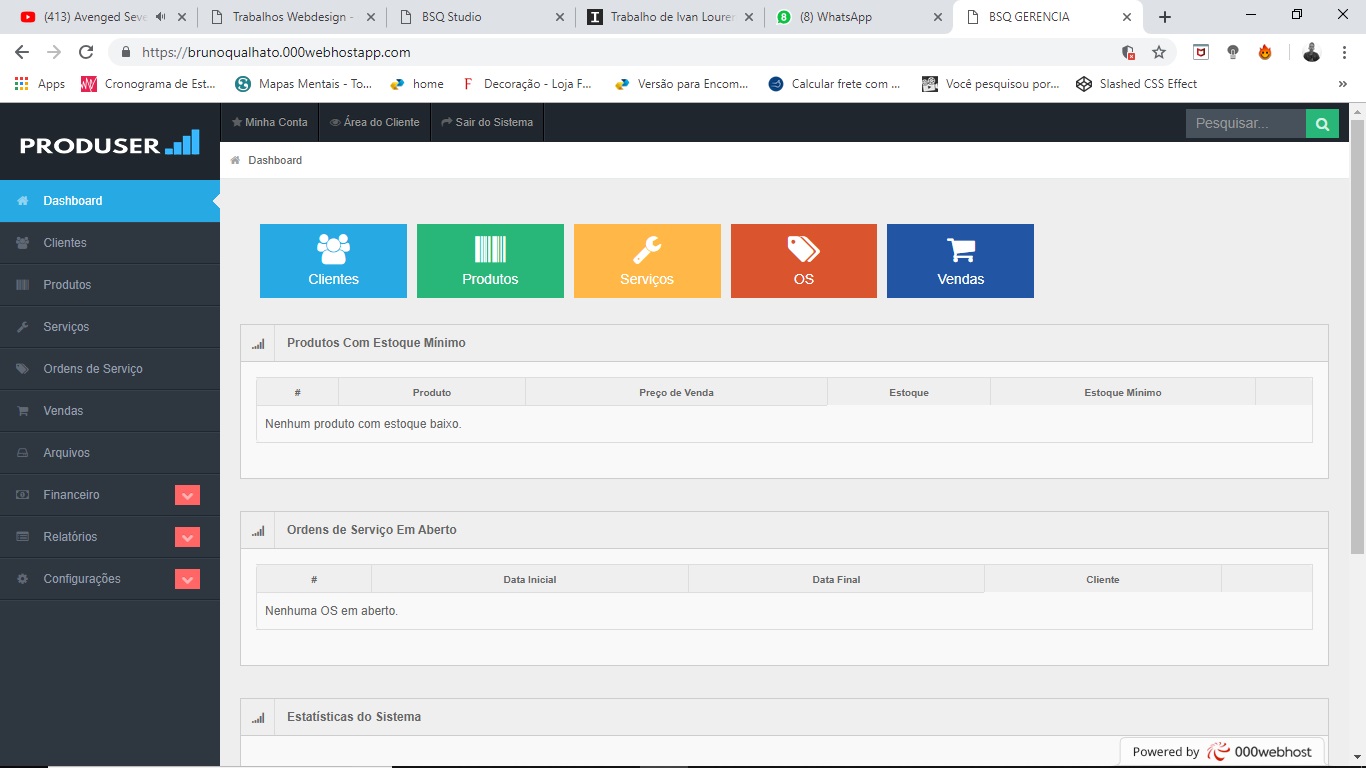 (413) Avenged Seve
Trabalhos Webdesign -
BSQ Studio
Trabalho de Ivan Lourer
(8) WhatsApp
BSQ GERENCIA
https://brunoqualhato.000webhostapp.com
Apps
Cronograma de Est...
Mapas Mentais - To...
home
Decoração - Loja F...
Versão para Encom...
Calcular frete com ...
Você pesquisou por...
Slashed CSS Effect
»
PRODUSER
Minha Conta
Área do Cliente
Sair do Sistema
Pesquisar...
Dashboard
Dashboard
Clientes
Produtos
Serviços
Ordens de Serviço
Vendas
Arquivos
Financeiro
Relatórios
Configurações
Clientes
Produtos
Serviços
OS
Vendas
Produtos Com Estoque Mínimo
# Produto Preço de Venda Estoque Estoque Mínimo
Nenhum produto com estoque baixo.
Ordens de Serviço Em Aberto
# Data Inicial Data Final Cliente
Nenhuma OS em aberto.
Estatísticas do Sistema
Powered by 000webhost